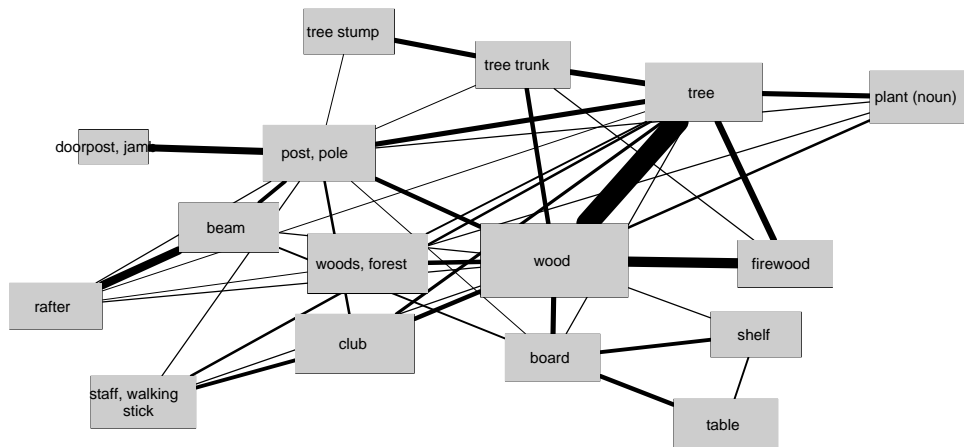 tree stump
tree trunk
tree
plant (noun)
doorpost, jamb
post, pole
beam
woods, forest
wood
firewood
rafter
club
board
shelf
staff, walking
stick
table